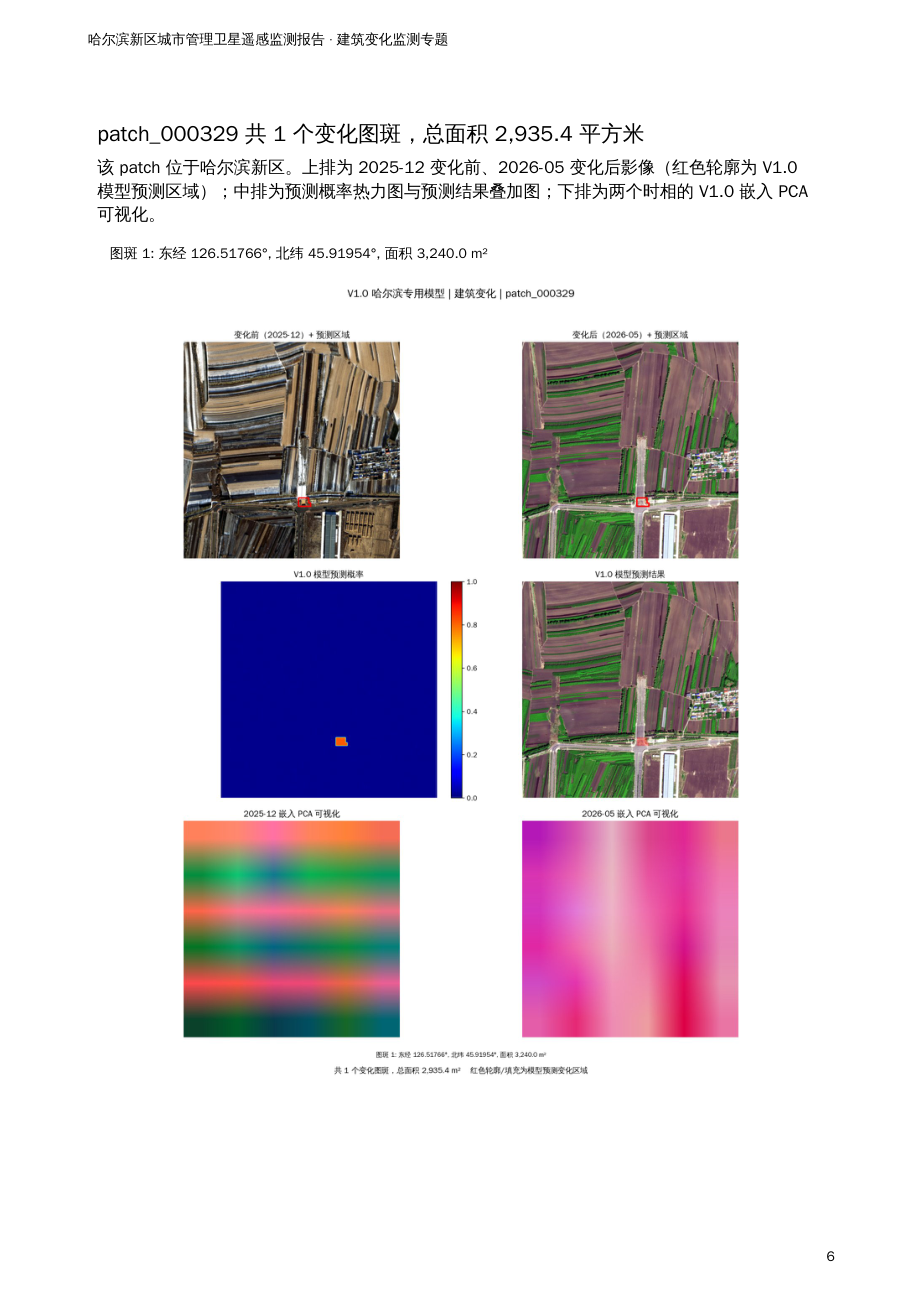 哈尔滨新区城市管理卫星遥感监测报告 · 建筑变化监测专题
patch_000329 共 1 个变化图斑，总面积 2,935.4 平方米
该 patch 位于哈尔滨新区。上排为 2025-12 变化前、2026-05 变化后影像（红色轮廓为 V1.0
模型预测区域）；中排为预测概率热力图与预测结果叠加图；下排为两个时相的 V1.0 嵌入 PCA
可视化。
图斑 1: 东经 126.51766°, 北纬 45.91954°, 面积 3,240.0 m²
V1.0 哈尔滨专用模型 | 建筑变化 | patch_000329
变化前（2025-12）+ 预测区域
变化后（2026-05）+ 预测区域
V1.0 模型预测概率
1.0
0.8
0.6
0.4
0.2
0.0
V1.0 模型预测结果
2025-12 嵌入 PCA 可视化
2026-05 嵌入 PCA 可视化
图斑 1: 东经 126.51766°, 北纬 45.91954°, 面积 3,240.0 m²
共 1 个变化图斑，总面积 2,935.4 m² 红色轮廓/填充为模型预测变化区域
6